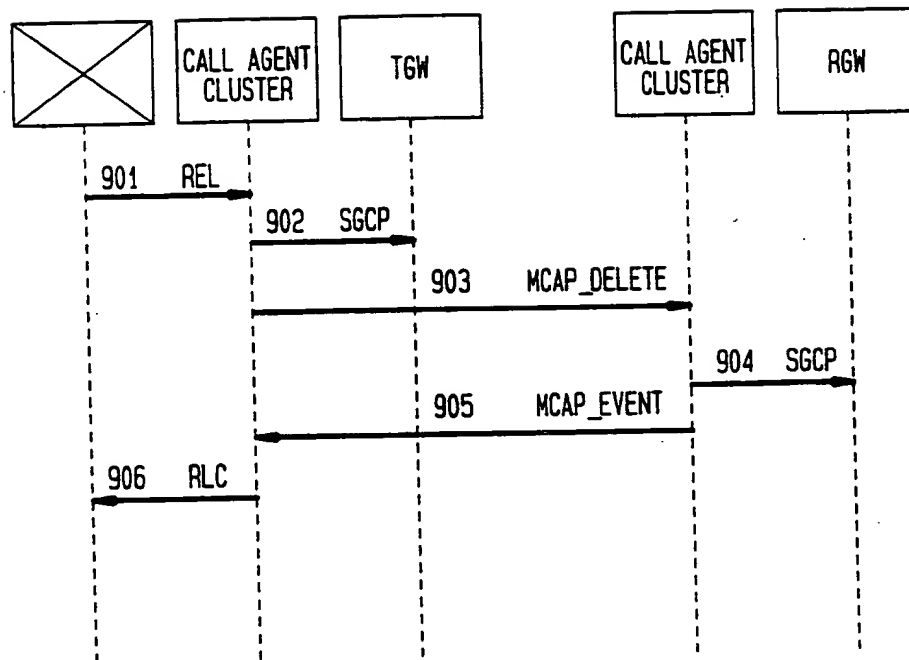 CALL AGENT
CLUSTER
TGW
CALL AGENT
CLUSTER
RGW
901 REL
902 SGCP
903 MCAP_DELETE
904 SGCP
905 MCAP_EVENT
906 RLC